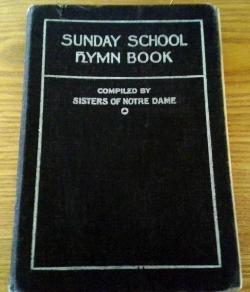 SUNDAY SCHOOL
HYMN BOOK
COMPILED BY
SISTERS OF NOTRE DAME